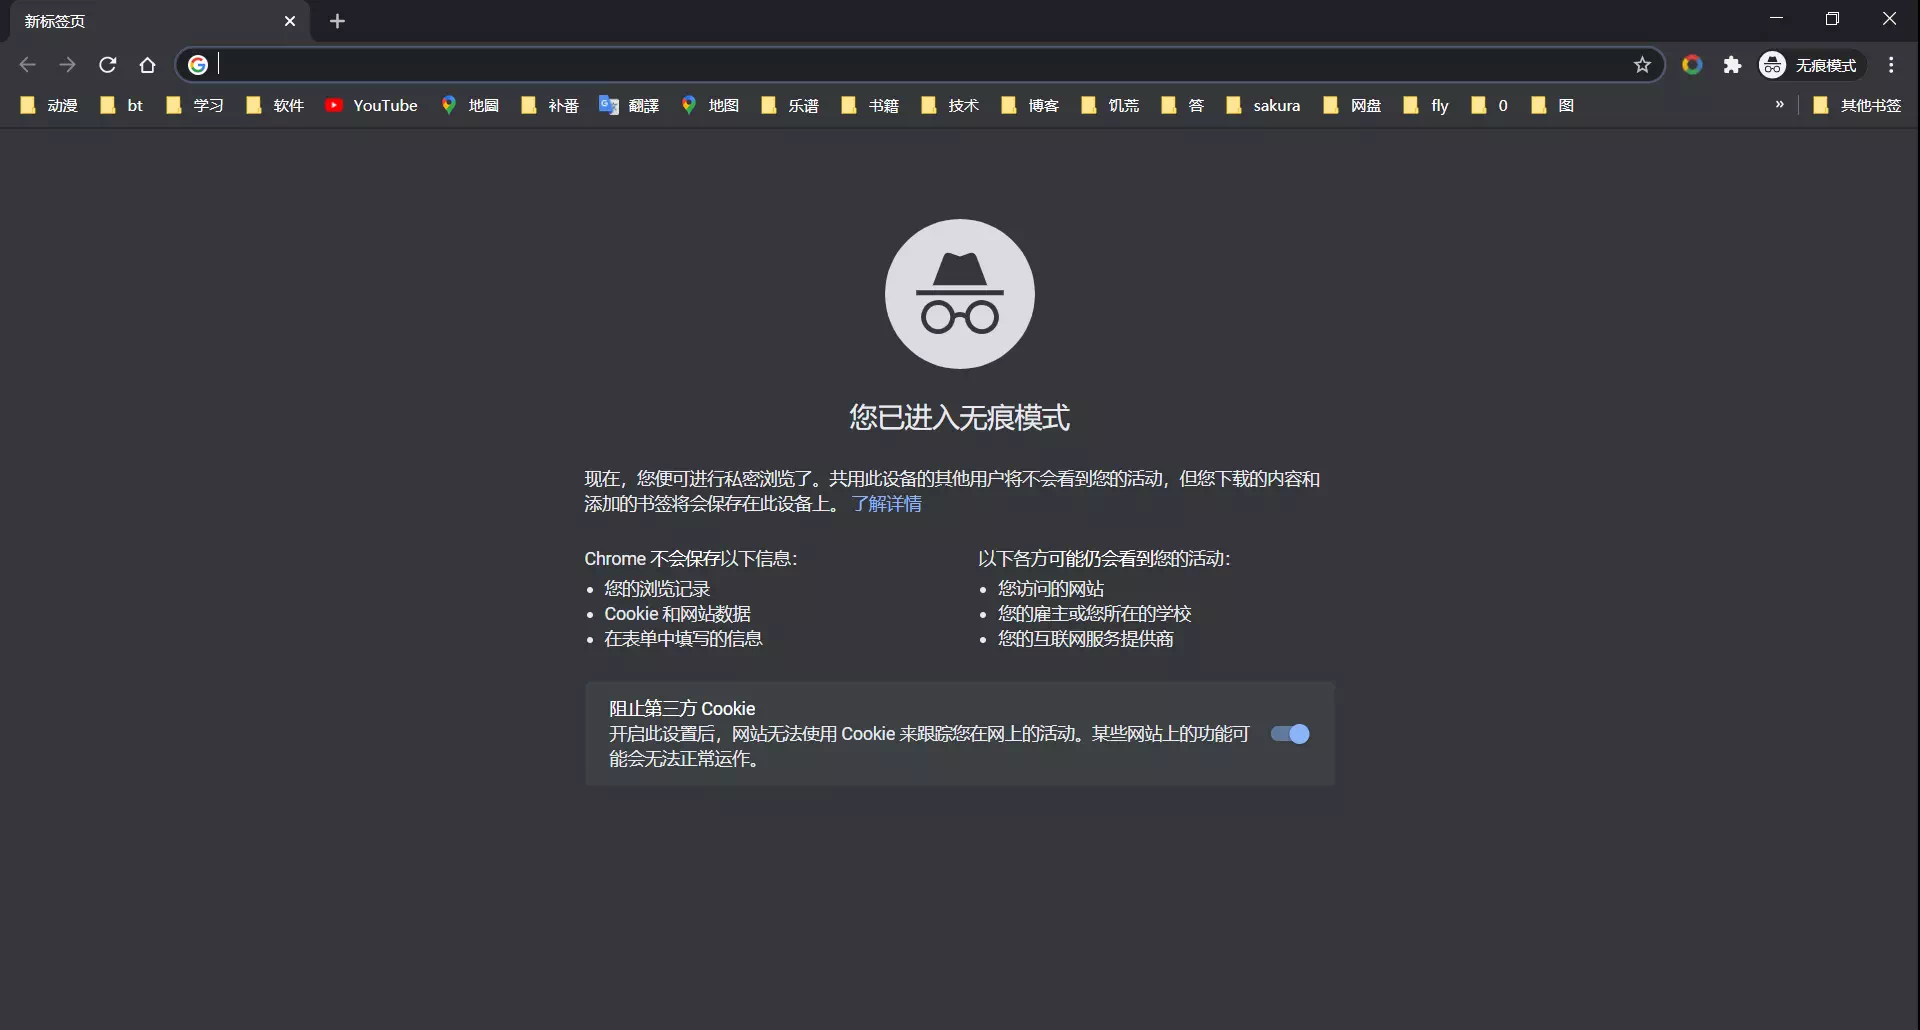 新标签页
无痕模式
动漫 bt 学习 软件 YouTube 地圖 补番 翻譯 地图 乐谱 书籍 技术 博客 饥荒 答 sakura 网盘 fly 0 图 » 其他书签
您已进入无痕模式
现在，您便可进行私密浏览了。共用此设备的其他用户将不会看到您的活动，但您下载的内容和
添加的书签将会保存在此设备上。 了解详情
Chrome 不会保存以下信息：
您的浏览记录
Cookie 和网站数据
在表单中填写的信息
以下各方可能仍会看到您的活动：
您访问的网站
您的雇主或您所在的学校
您的互联网服务提供商
阻止第三方 Cookie
开启此设置后，网站无法使用 Cookie 来跟踪您在网上的活动。某些网站上的功能可
能会无法正常运作。